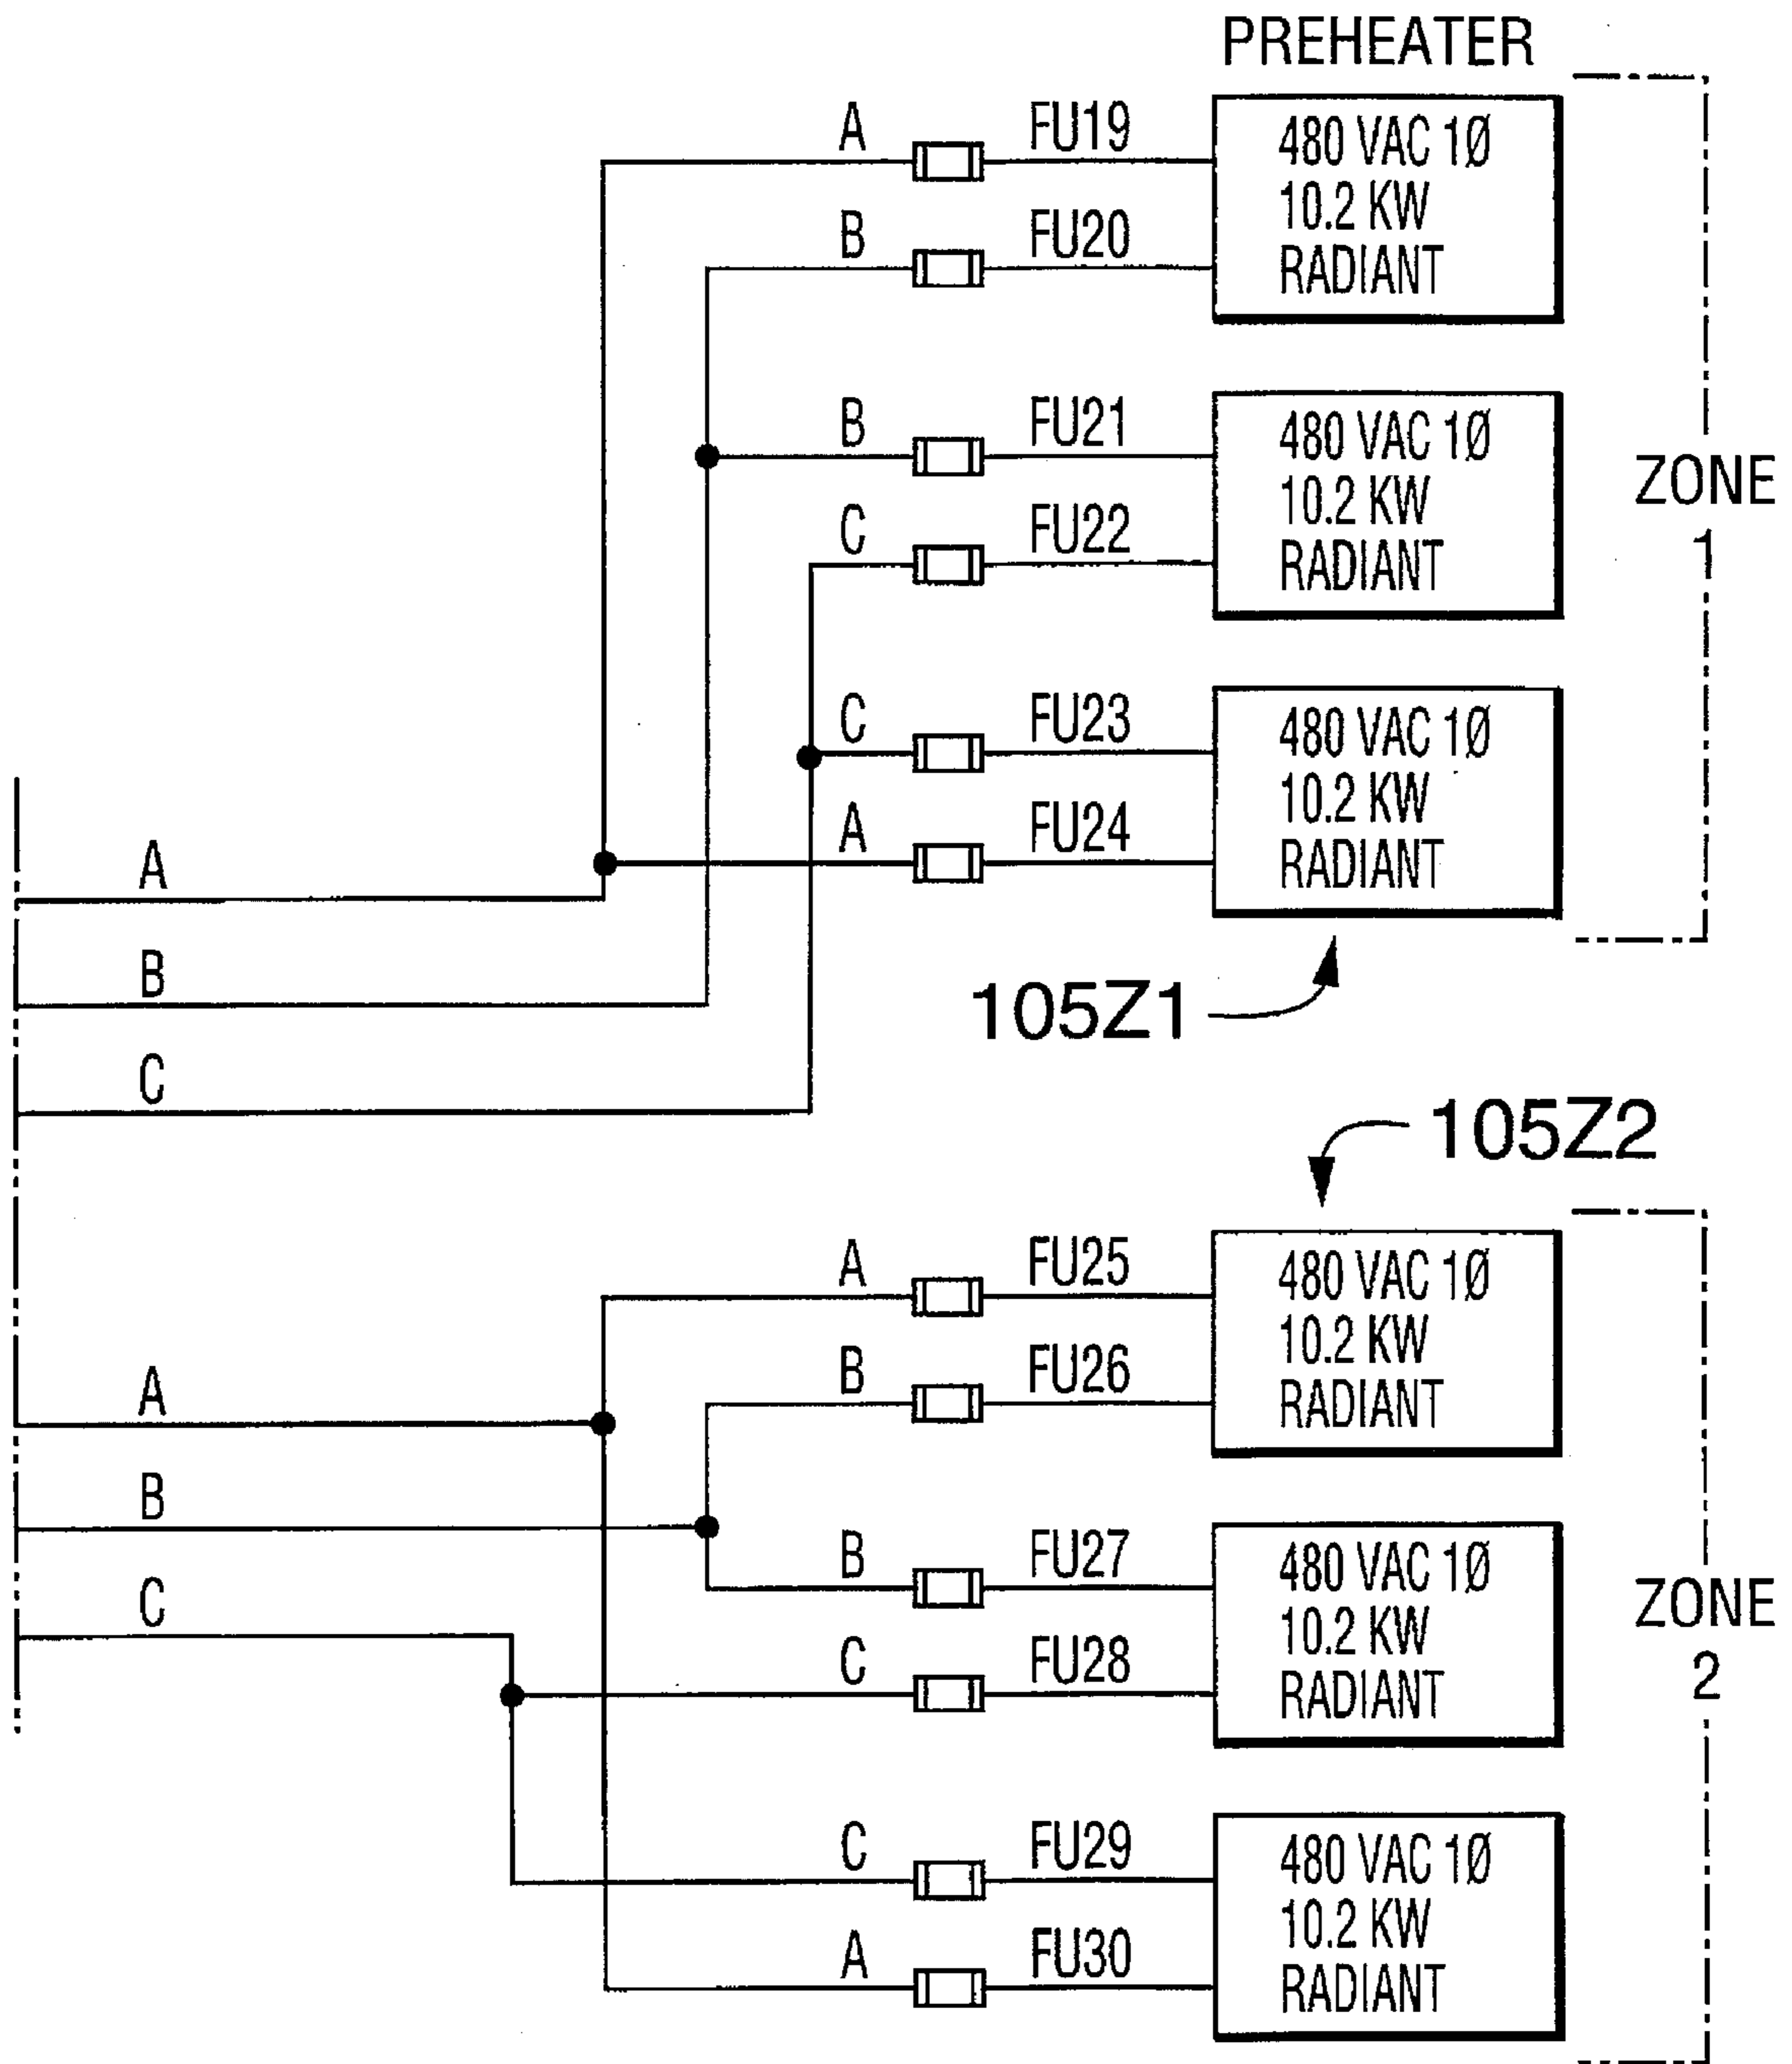 PREHEATER
A FU19
480 VAC 1Ø
10.2 KW
B FU20
RADIANT
B FU21
480 VAC 1Ø
ZONE
10.2 KW
1
C FU22
RADIANT
C FU23
480 VAC 1Ø
10.2 KW
A FU24
RADIANT
A
B
105Z1
C
105Z2
A FU25
480 VAC 1Ø
10.2 KW
B FU26
RADIANT
A
B
B FU27
480 VAC 1Ø
ZONE
10.2 KW
2
C
C FU28
RADIANT
C FU29
480 VAC 1Ø
10.2 KW
A FU30
RADIANT